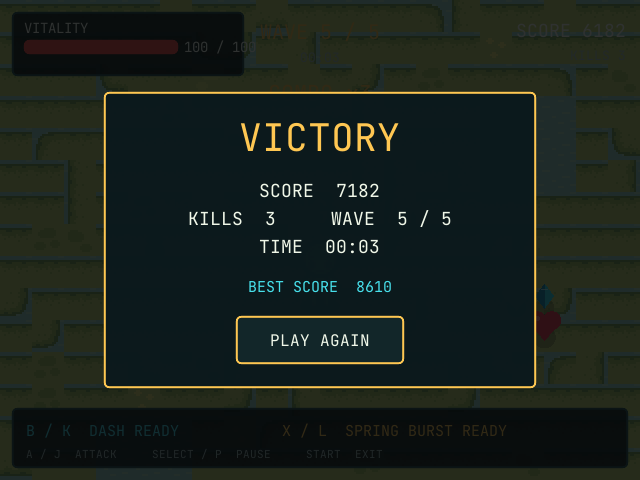 VITALITY
100 / 100
SCORE 6182
VICTORY
SCORE 7182
KILLS 3 WAVE 5 / 5
TIME 00:03
BEST SCORE 8610
PLAY AGAIN
B / K DASH READY X / L SPRING BURST READY
A / J ATTACK SELECT / P PAUSE START EXIT